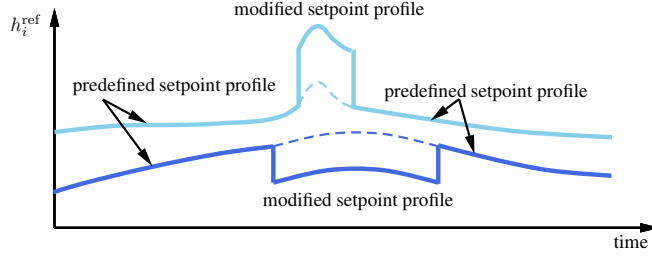 modified setpoint profile
h_i^ref
predefined setpoint profile
predefined setpoint profile
modified setpoint profile
time